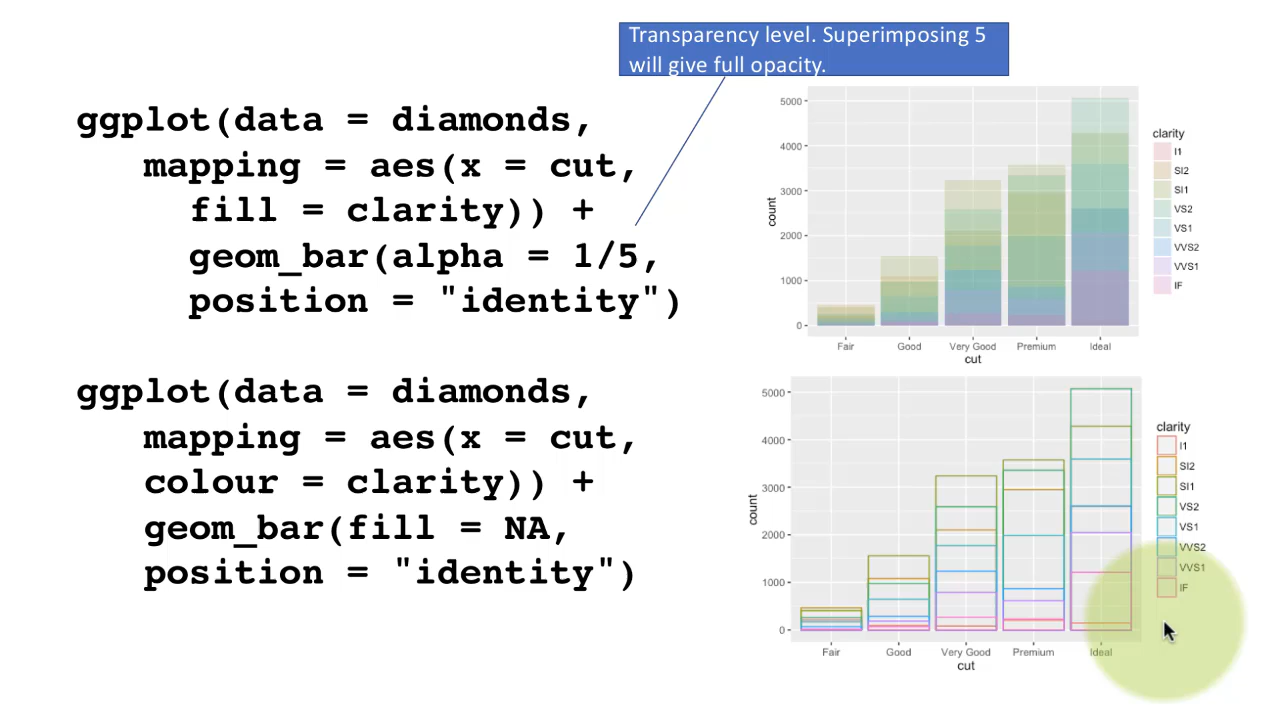 Transparency level. Superimposing 5
will give full opacity.
ggplot(data = diamonds,
mapping = aes(x = cut,
fill = clarity)) +
geom_bar(alpha = 1/5,
position = "identity")
5000
4000
3000
2000
1000
0
count
Fair Good Very Good Premium Ideal
cut
clarity
I1
SI2
SI1
VS2
VS1
VVS2
VVS1
IF
ggplot(data = diamonds,
mapping = aes(x = cut,
colour = clarity)) +
geom_bar(fill = NA,
position = "identity")
5000
4000
3000
2000
1000
0
count
Fair Good Very Good Premium Ideal
cut
clarity
I1
SI2
SI1
VS2
VS1
VVS2
VVS1
IF